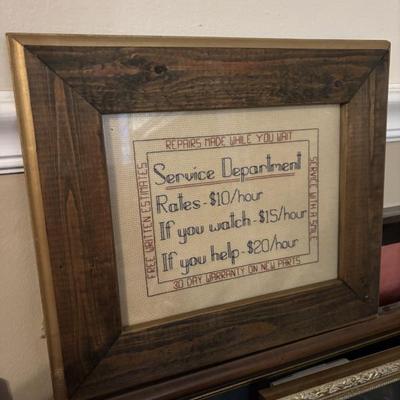 REPAIRS MADE WHILE YOU WAIT
FREE WRITTEN ESTIMATES
Service Department
Rates-$10/hour
If you watch-$15/hour
If you help-$20/hour
SERVICE WITH A SMILE
30 DAY WARRANTY ON NEW PARTS